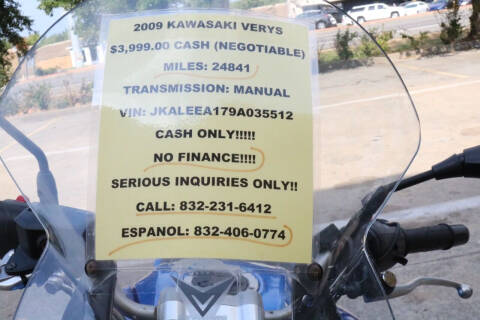 2009 KAWASAKI VERYS
$3,999.00 CASH (NEGOTIABLE)
MILES: 24841
TRANSMISSION: MANUAL
VIN: JKALEEA179A035512
CASH ONLY!!!!!
NO FINANCE!!!!
SERIOUS INQUIRIES ONLY!!
CALL: 832-231-6412
ESPANOL: 832-406-0774